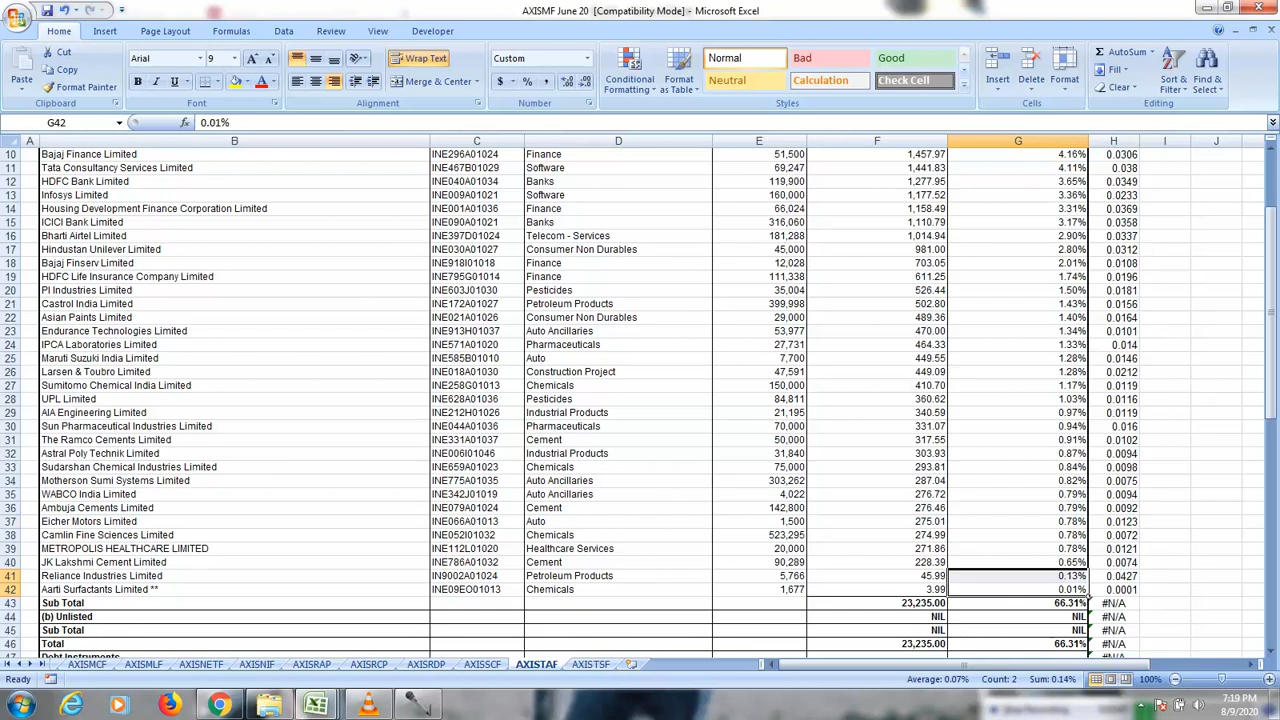 AXISMF June 20 [Compatibility Mode] - Microsoft Excel
Home Insert Page Layout Formulas Data Review View Developer
Paste Cut Copy Format Painter Clipboard
Arial 9 A A B I U A Font
Wrap Text Merge & Center Alignment
Custom $ % , Number
Conditional Formatting Format as Table Normal Bad Good Neutral Calculation Check Cell Styles
Insert Delete Format Cells
Σ AutoSum Fill Clear Sort & Filter Find & Select Editing
G42 fx 0.01%
A B C D E F G H I J
10 Bajaj Finance Limited INE296A01024 Finance 51,500 1,457.97 4.16% 0.0306
11 Tata Consultancy Services Limited INE467B01029 Software 69,247 1,441.83 4.11% 0.038
12 HDFC Bank Limited INE040A01034 Banks 119,900 1,277.95 3.65% 0.0349
13 Infosys Limited INE009A01021 Software 160,000 1,177.52 3.36% 0.0233
14 Housing Development Finance Corporation Limited INE001A01036 Finance 66,024 1,158.49 3.31% 0.0369
15 ICICI Bank Limited INE090A01021 Banks 316,060 1,110.79 3.17% 0.0358
16 Bharti Airtel Limited INE397D01024 Telecom - Services 181,288 1,014.94 2.90% 0.0337
17 Hindustan Unilever Limited INE030A01027 Consumer Non Durables 45,000 981.00 2.80% 0.0312
18 Bajaj Finserv Limited INE918I01018 Finance 12,028 703.05 2.01% 0.0108
19 HDFC Life Insurance Company Limited INE795G01014 Finance 111,338 611.25 1.74% 0.0196
20 PI Industries Limited INE603J01030 Pesticides 35,004 526.44 1.50% 0.0181
21 Castrol India Limited INE172A01027 Petroleum Products 399,998 502.80 1.43% 0.0156
22 Asian Paints Limited INE021A01026 Consumer Non Durables 29,000 489.36 1.40% 0.0164
23 Endurance Technologies Limited INE913H01037 Auto Ancillaries 53,977 470.00 1.34% 0.0101
24 IPCA Laboratories Limited INE571A01020 Pharmaceuticals 27,731 464.33 1.33% 0.014
25 Maruti Suzuki India Limited INE585B01010 Auto 7,700 449.55 1.28% 0.0146
26 Larsen & Toubro Limited INE018A01030 Construction Project 47,591 449.09 1.28% 0.0212
27 Sumitomo Chemical India Limited INE258G01013 Chemicals 150,000 410.70 1.17% 0.0119
28 UPL Limited INE628A01036 Pesticides 84,811 360.62 1.03% 0.0076
29 AIA Engineering Limited INE212H01026 Industrial Products 21,195 340.59 0.97% 0.0119
30 Sun Pharmaceutical Industries Limited INE044A01036 Pharmaceuticals 70,000 331.07 0.94% 0.016
31 The Ramco Cements Limited INE331A01037 Cement 50,000 317.55 0.91% 0.0102
32 Astral Poly Technik Limited INE006I01046 Industrial Products 31,840 303.93 0.87% 0.0094
33 Sudarshan Chemical Industries Limited INE659A01023 Chemicals 75,000 293.81 0.84% 0.0098
34 Motherson Sumi Systems Limited INE775A01035 Auto Ancillaries 303,262 287.04 0.82% 0.0075
35 WABCO India Limited INE342J01019 Auto Ancillaries 4,022 276.72 0.79% 0.0094
36 Ambuja Cements Limited INE079A01024 Cement 142,800 276.46 0.79% 0.0092
37 Eicher Motors Limited INE066A01013 Auto 1,500 275.01 0.78% 0.0123
38 Camlin Fine Sciences Limited INE052I01032 Chemicals 523,295 274.99 0.78% 0.0072
39 METROPOLIS HEALTHCARE LIMITED INE112L01020 Healthcare Services 20,000 271.86 0.78% 0.0121
40 JK Lakshmi Cement Limited INE786A01032 Cement 90,289 228.39 0.65% 0.0074
41 Reliance Industries Limited IN9002A01024 Petroleum Products 5,766 45.99 0.13% 0.0427
42 Aarti Surfactants Limited ** INE09EO01013 Chemicals 1,677 3.99 0.01% 0.0001
43 Sub Total 23,235.00 66.31% #N/A
44 (b) Unlisted NIL NIL #N/A
45 Sub Total NIL NIL #N/A
46 Total 23,235.00 66.31% #N/A
AXISMCF AXISMLF AXISNETF AXISNIF AXISRAP AXISRCP AXISRDP AXISSCF AXISTAF AXISTSF
Ready Average: 0.07% Count: 2 Sum: 0.14% 100%
7:19 PM
8/9/2020